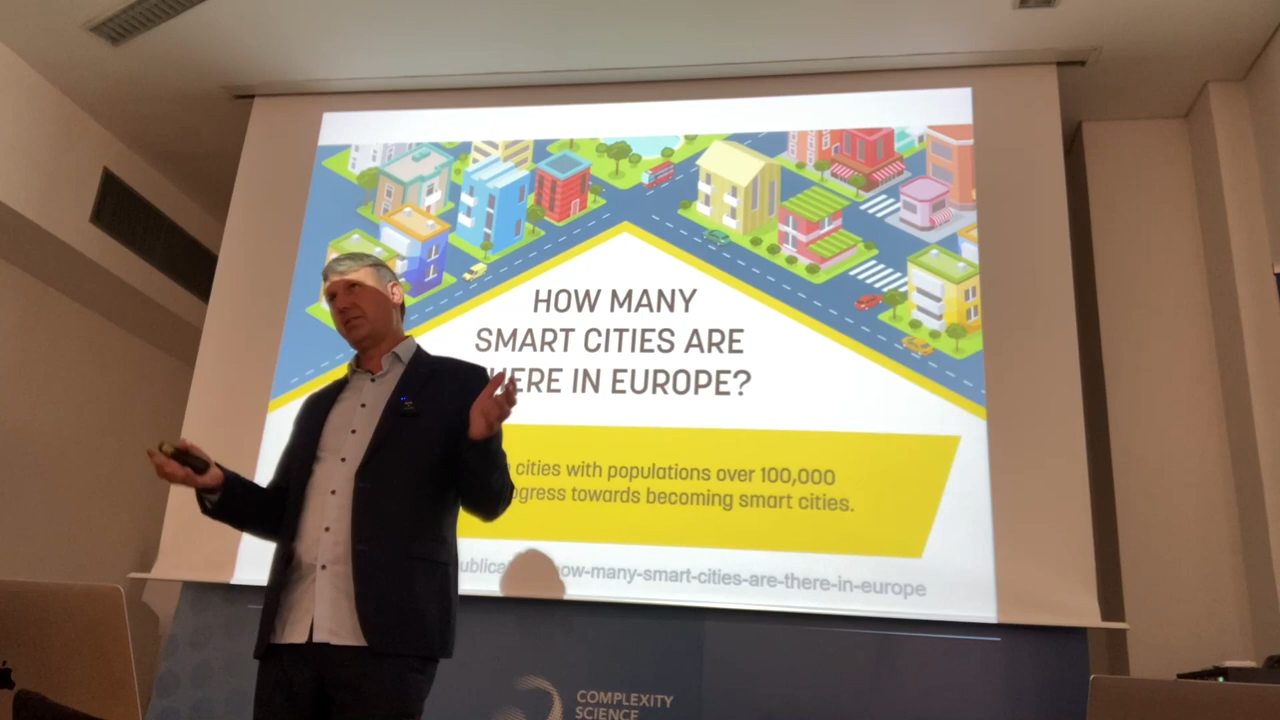 HOW MANY
SMART CITIES ARE
HERE IN EUROPE?
cities with populations over 100,000
ogress towards becoming smart cities.
ow-many-smart-cities-are-there-in-europe
COMPLEXITY
SCIENCE